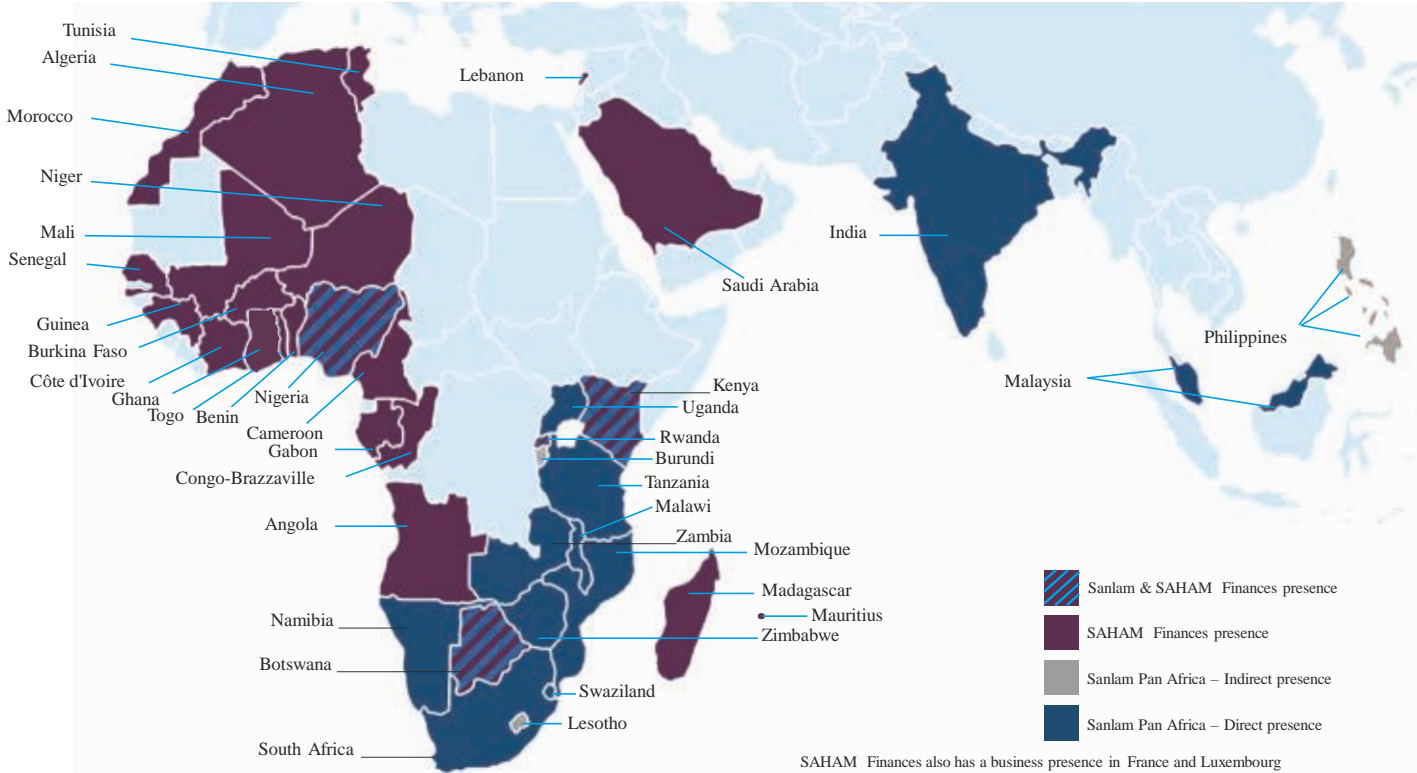 Tunisia
Algeria
Lebanon
Morocco
Niger
Mali
India
Senegal
Saudi Arabia
Guinea
Philippines
Burkina Faso
Côte d'Ivoire
Malaysia
Kenya
Ghana
Nigeria
Togo
Benin
Uganda
Cameroon
Rwanda
Gabon
Burundi
Congo-Brazzaville
Tanzania
Malawi
Angola
Zambia
Mozambique
Madagascar
Sanlam & SAHAM Finances presence
Mauritius
Namibia
Zimbabwe
SAHAM Finances presence
Botswana
Sanlam Pan Africa – Indirect presence
Swaziland
Lesotho
Sanlam Pan Africa – Direct presence
South Africa
SAHAM Finances also has a business presence in France and Luxembourg